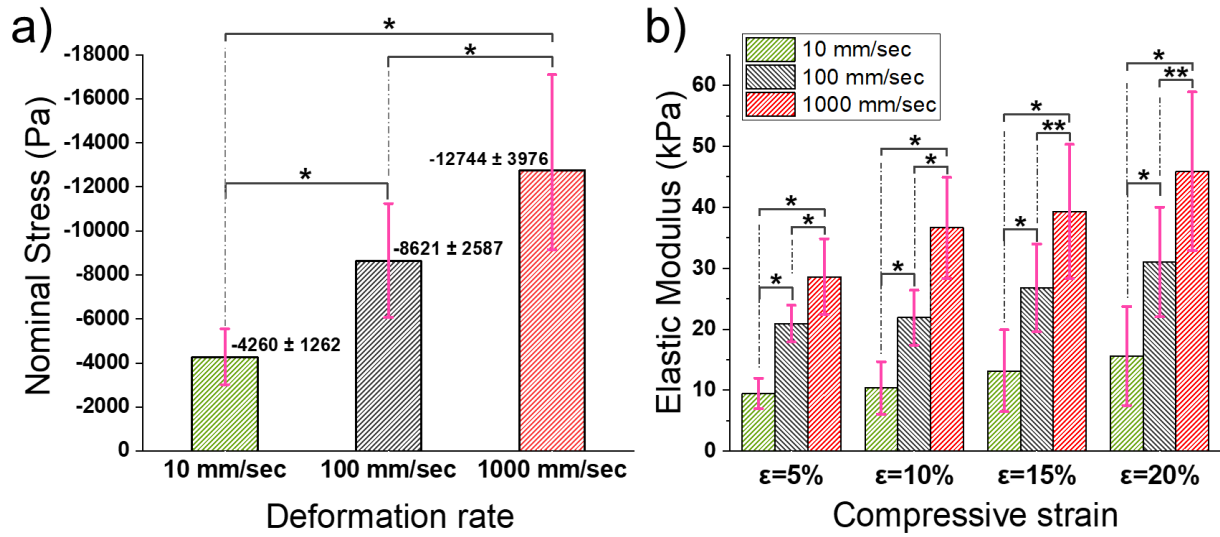 a)
Nominal Stress (Pa)
-18000
-16000
-14000
-12000
-10000
-8000
-6000
-4000
-2000
0
*
*
*
-4260 ± 1262
-8621 ± 2587
-12744 ± 3976
10 mm/sec 100 mm/sec 1000 mm/sec
Deformation rate
b)
Elastic Modulus (kPa)
60
50
40
30
20
10
0
10 mm/sec
100 mm/sec
1000 mm/sec
*
*
*
*
*
*
*
**
*
*
**
*
ε=5% ε=10% ε=15% ε=20%
Compressive strain